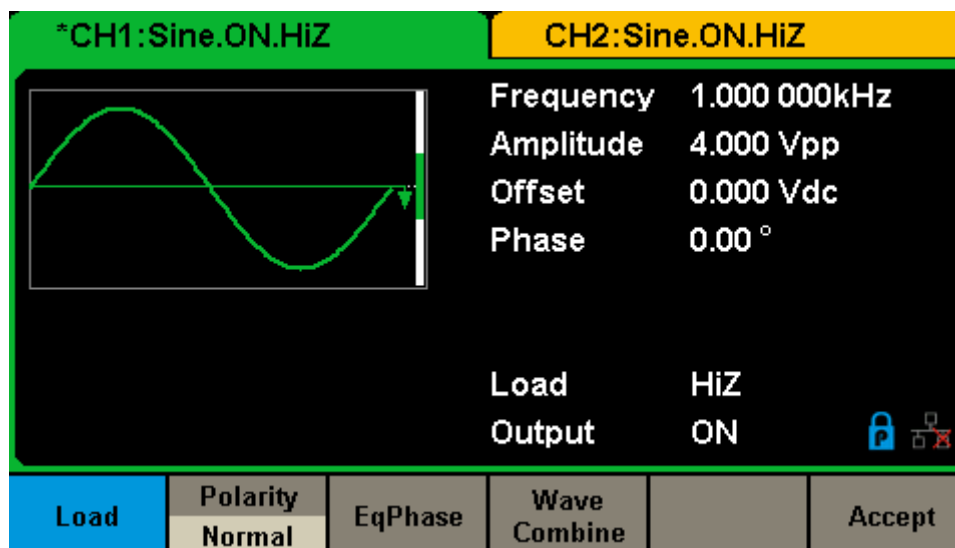 *CH1:Sine.ON.HiZ CH2:Sine.ON.HiZ
Frequency 1.000 000kHz
Amplitude 4.000 Vpp
Offset 0.000 Vdc
Phase 0.00 °
Load HiZ
Output ON
P
Load Polarity Normal EqPhase Wave Combine Accept